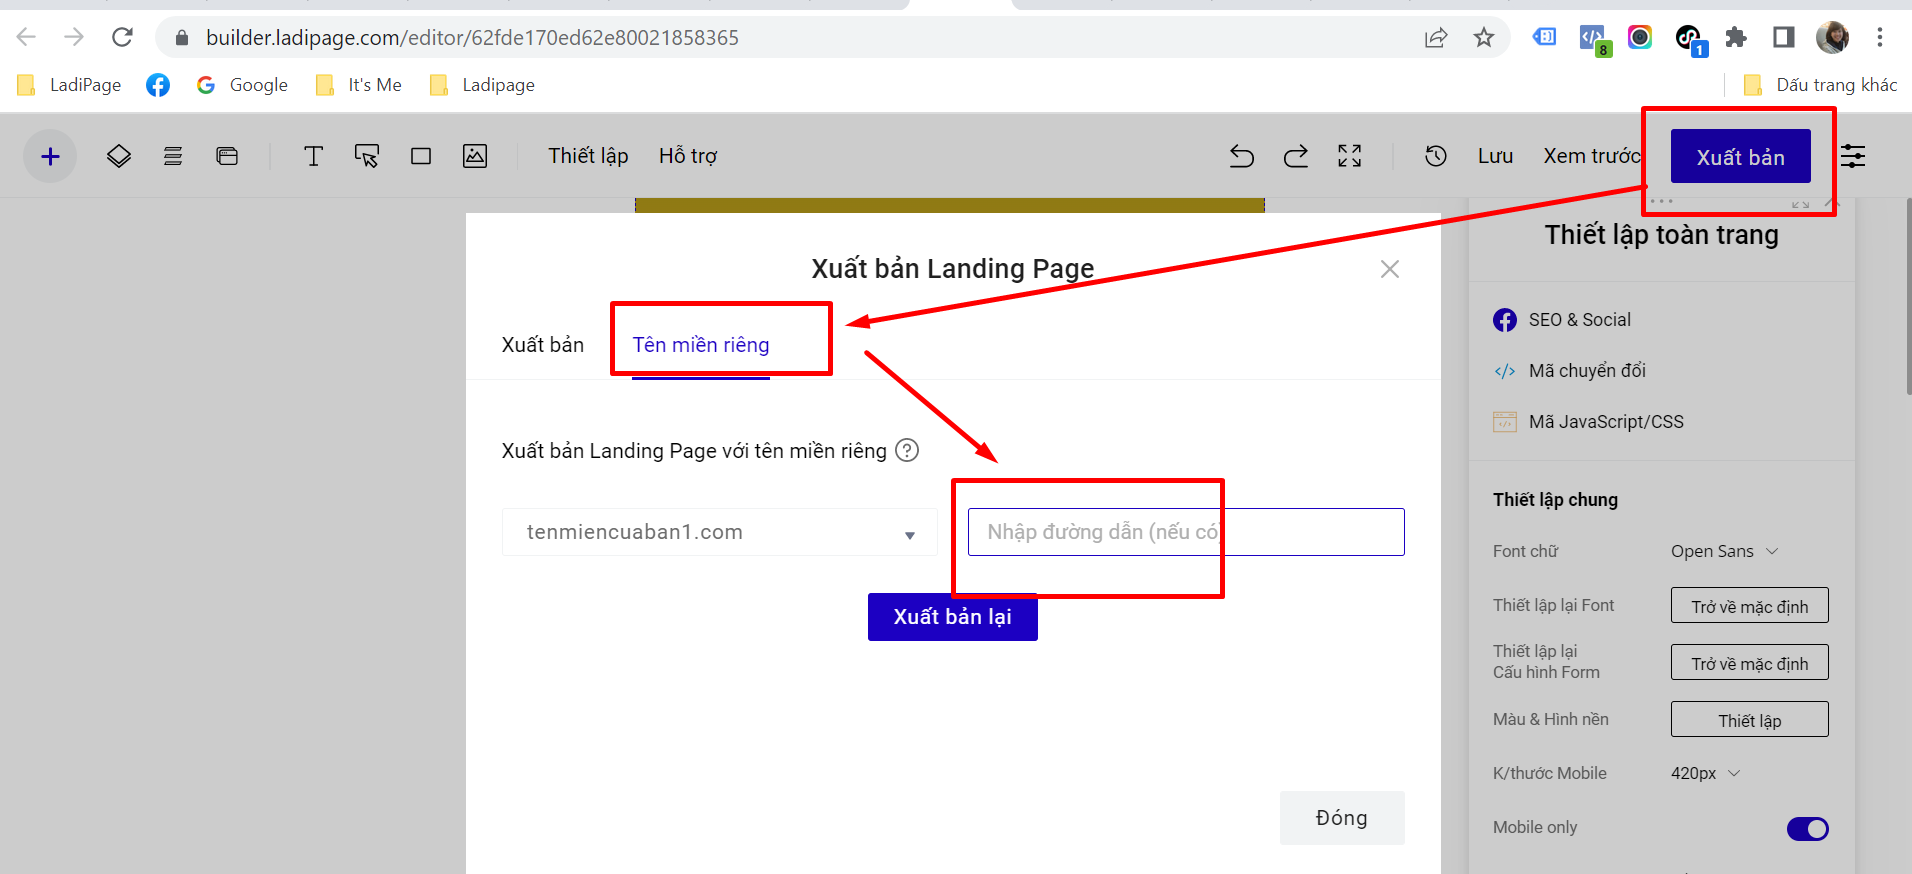 builder.ladipage.com/editor/62fde170ed62e80021858365
8
1
LadiPage
Google
It's Me
Ladipage
Dấu trang khác
Thiết lập
Hỗ trợ
Lưu
Xem trước
Xuất bản
Thiết lập toàn trang
Xuất bản Landing Page
SEO & Social
Xuất bản
Tên miền riêng
Mã chuyển đổi
Mã JavaScript/CSS
Xuất bản Landing Page với tên miền riêng ?
Thiết lập chung
tenmiencuaban1.com
Nhập đường dẫn (nếu có)
Font chữ
Open Sans
Thiết lập lại Font
Trở về mặc định
Xuất bản lại
Thiết lập lại
Cấu hình Form
Trở về mặc định
Màu & Hình nền
Thiết lập
K/thước Mobile
420px
Đóng
Mobile only